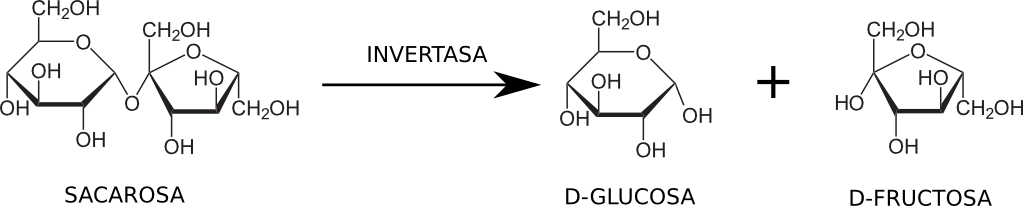 CH₂OH
O
OH
OH
OH
O
CH₂OH
O
HO
CH₂OH
OH
SACAROSA
INVERTASA
CH₂OH
O
OH
OH
OH
OH
D-GLUCOSA
+
CH₂OH
O
HO
HO
CH₂OH
OH
D-FRUCTOSA